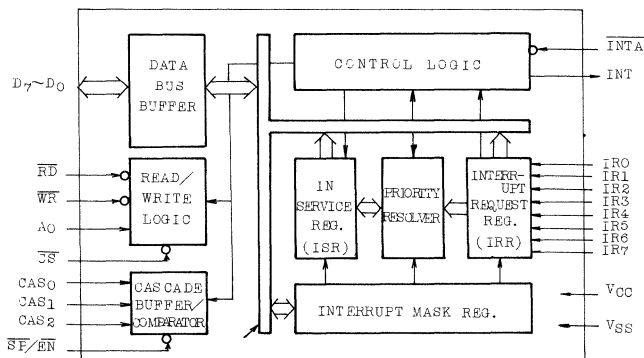 D7~D0
DATA
BUS
BUFFER
CONTROL LOGIC
INTA
INT
RD
WR
A0
CS
READ/
WRITE
LOGIC
IN
SERVICE
REG.
(ISR)
PRIORITY
RESOLVER
INTERR-
UPT
REQUEST
REG.
(IRR)
IR0
IR1
IR2
IR3
IR4
IR5
IR6
IR7
CAS0
CAS1
CAS2
SP/EN
CASCADE
BUFFER/
COMPARATOR
INTERRUPT MASK REG.
VCC
VSS